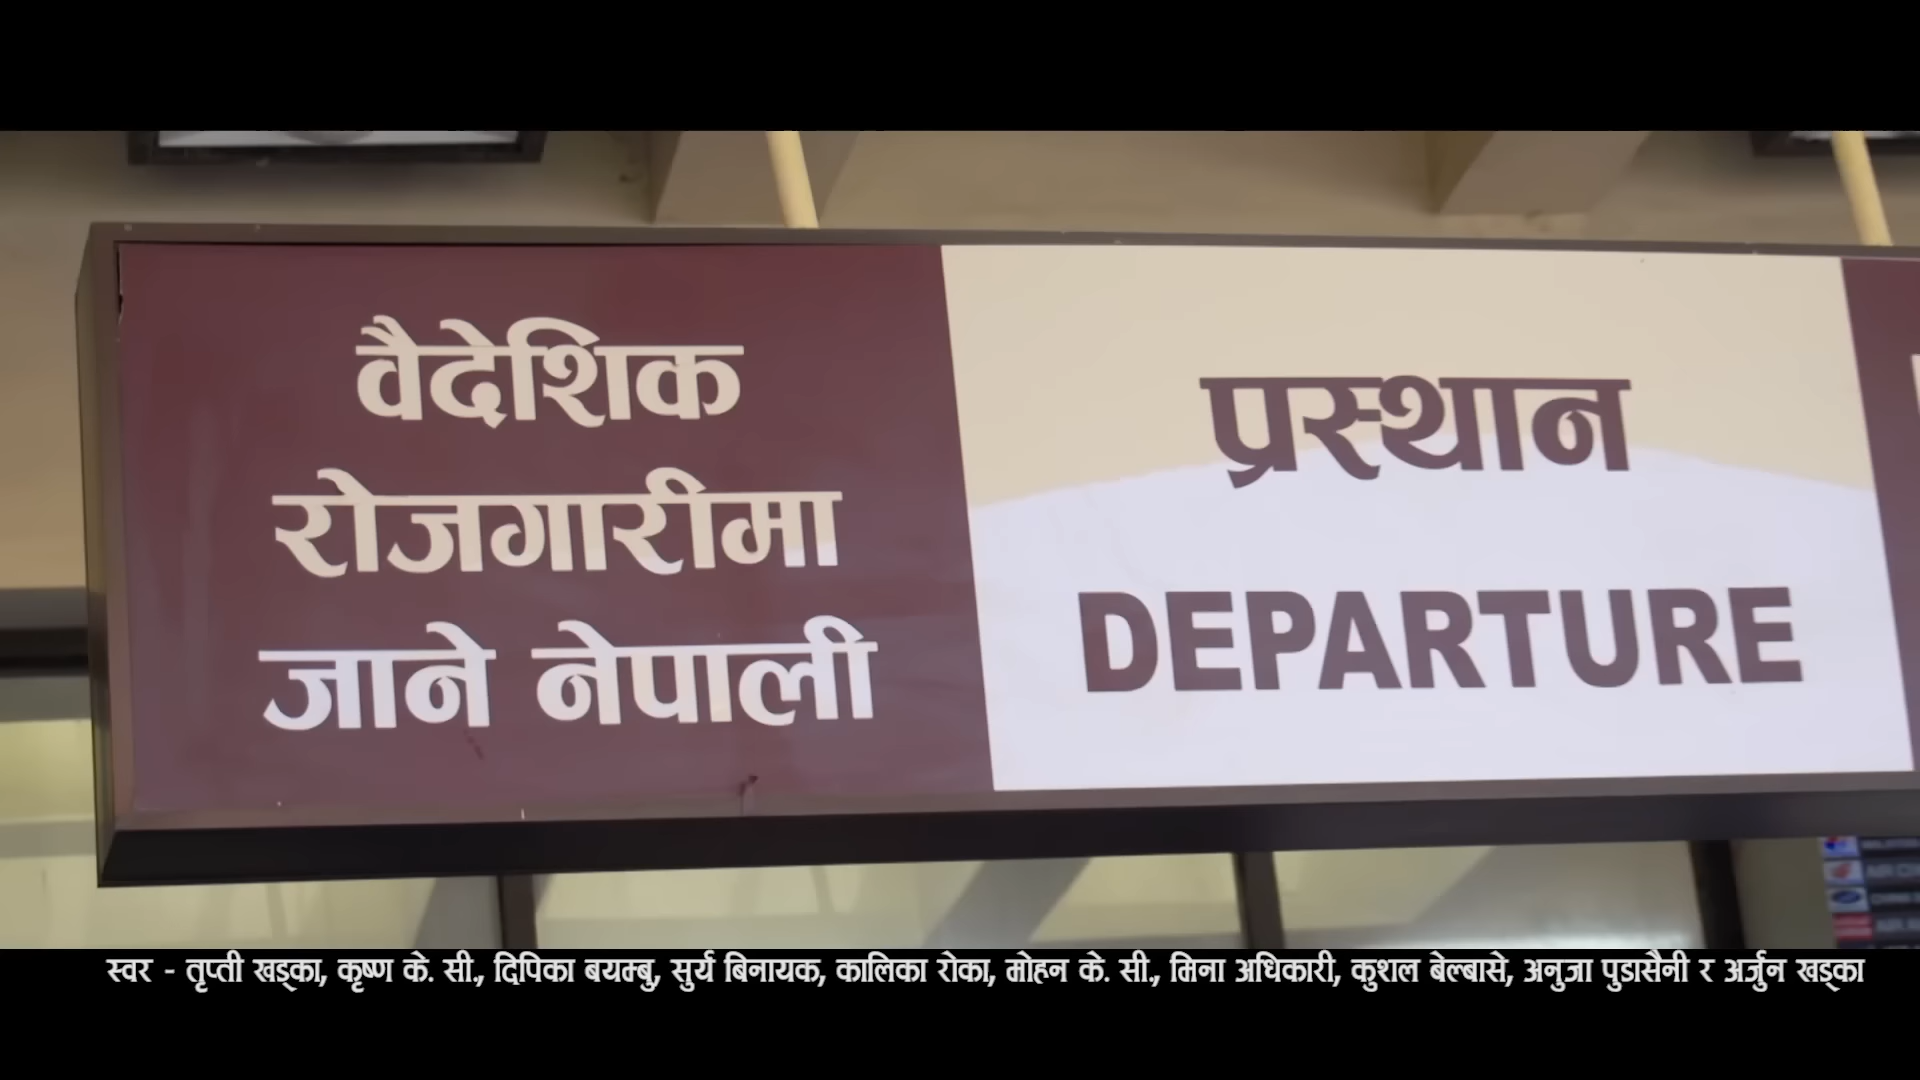 वैदेशिक
रोजगारीमा
जाने नेपाली
प्रस्थान
DEPARTURE
स्वर - तृप्ती खड्का, कृष्ण के. सी., दिपिका बयम्बु, सुर्य बिनायक, कालिका रोका, मोहन के. सी., मिना अधिकारी, कुशल बेल्बासे, अनुजा पुडासैनी र अर्जुन खड्का